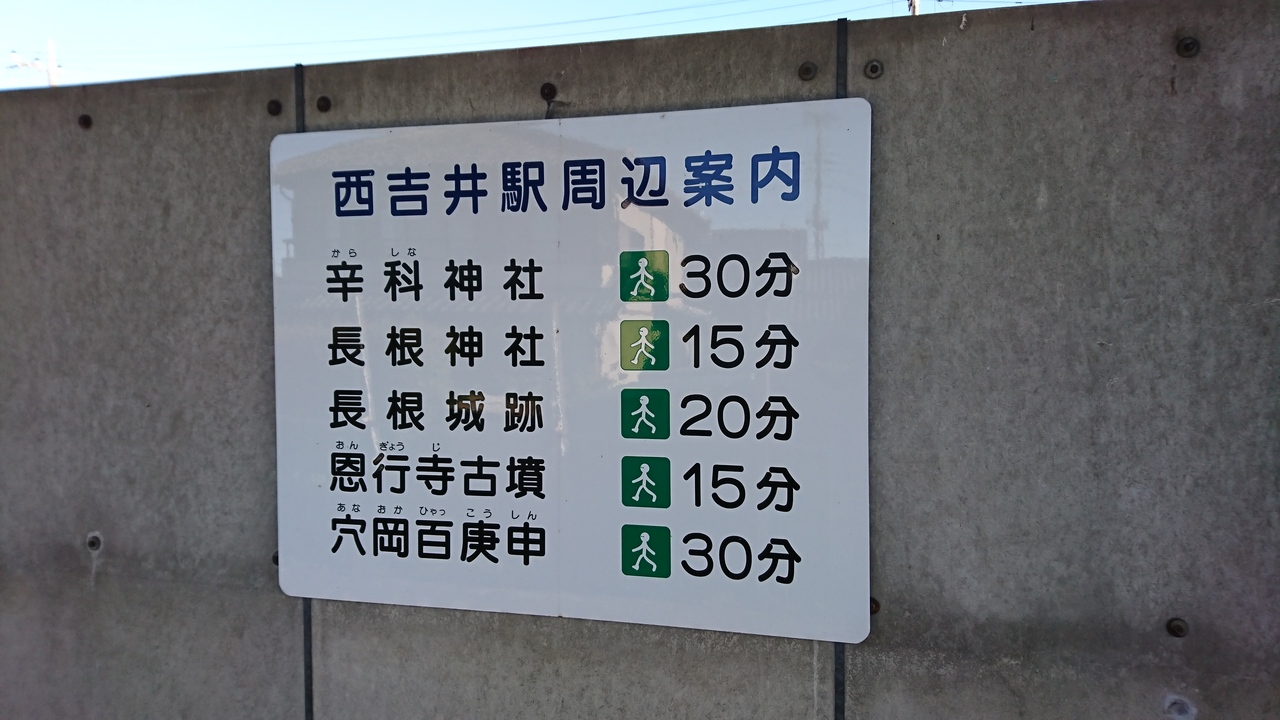 西吉井駅周辺案内
から しな
辛科神社 30分
長根神社 15分
長根城跡 20分
おん ぎょう じ
恩行寺古墳 15分
あな おか ひゃっ こう しん
穴岡百庚申 30分